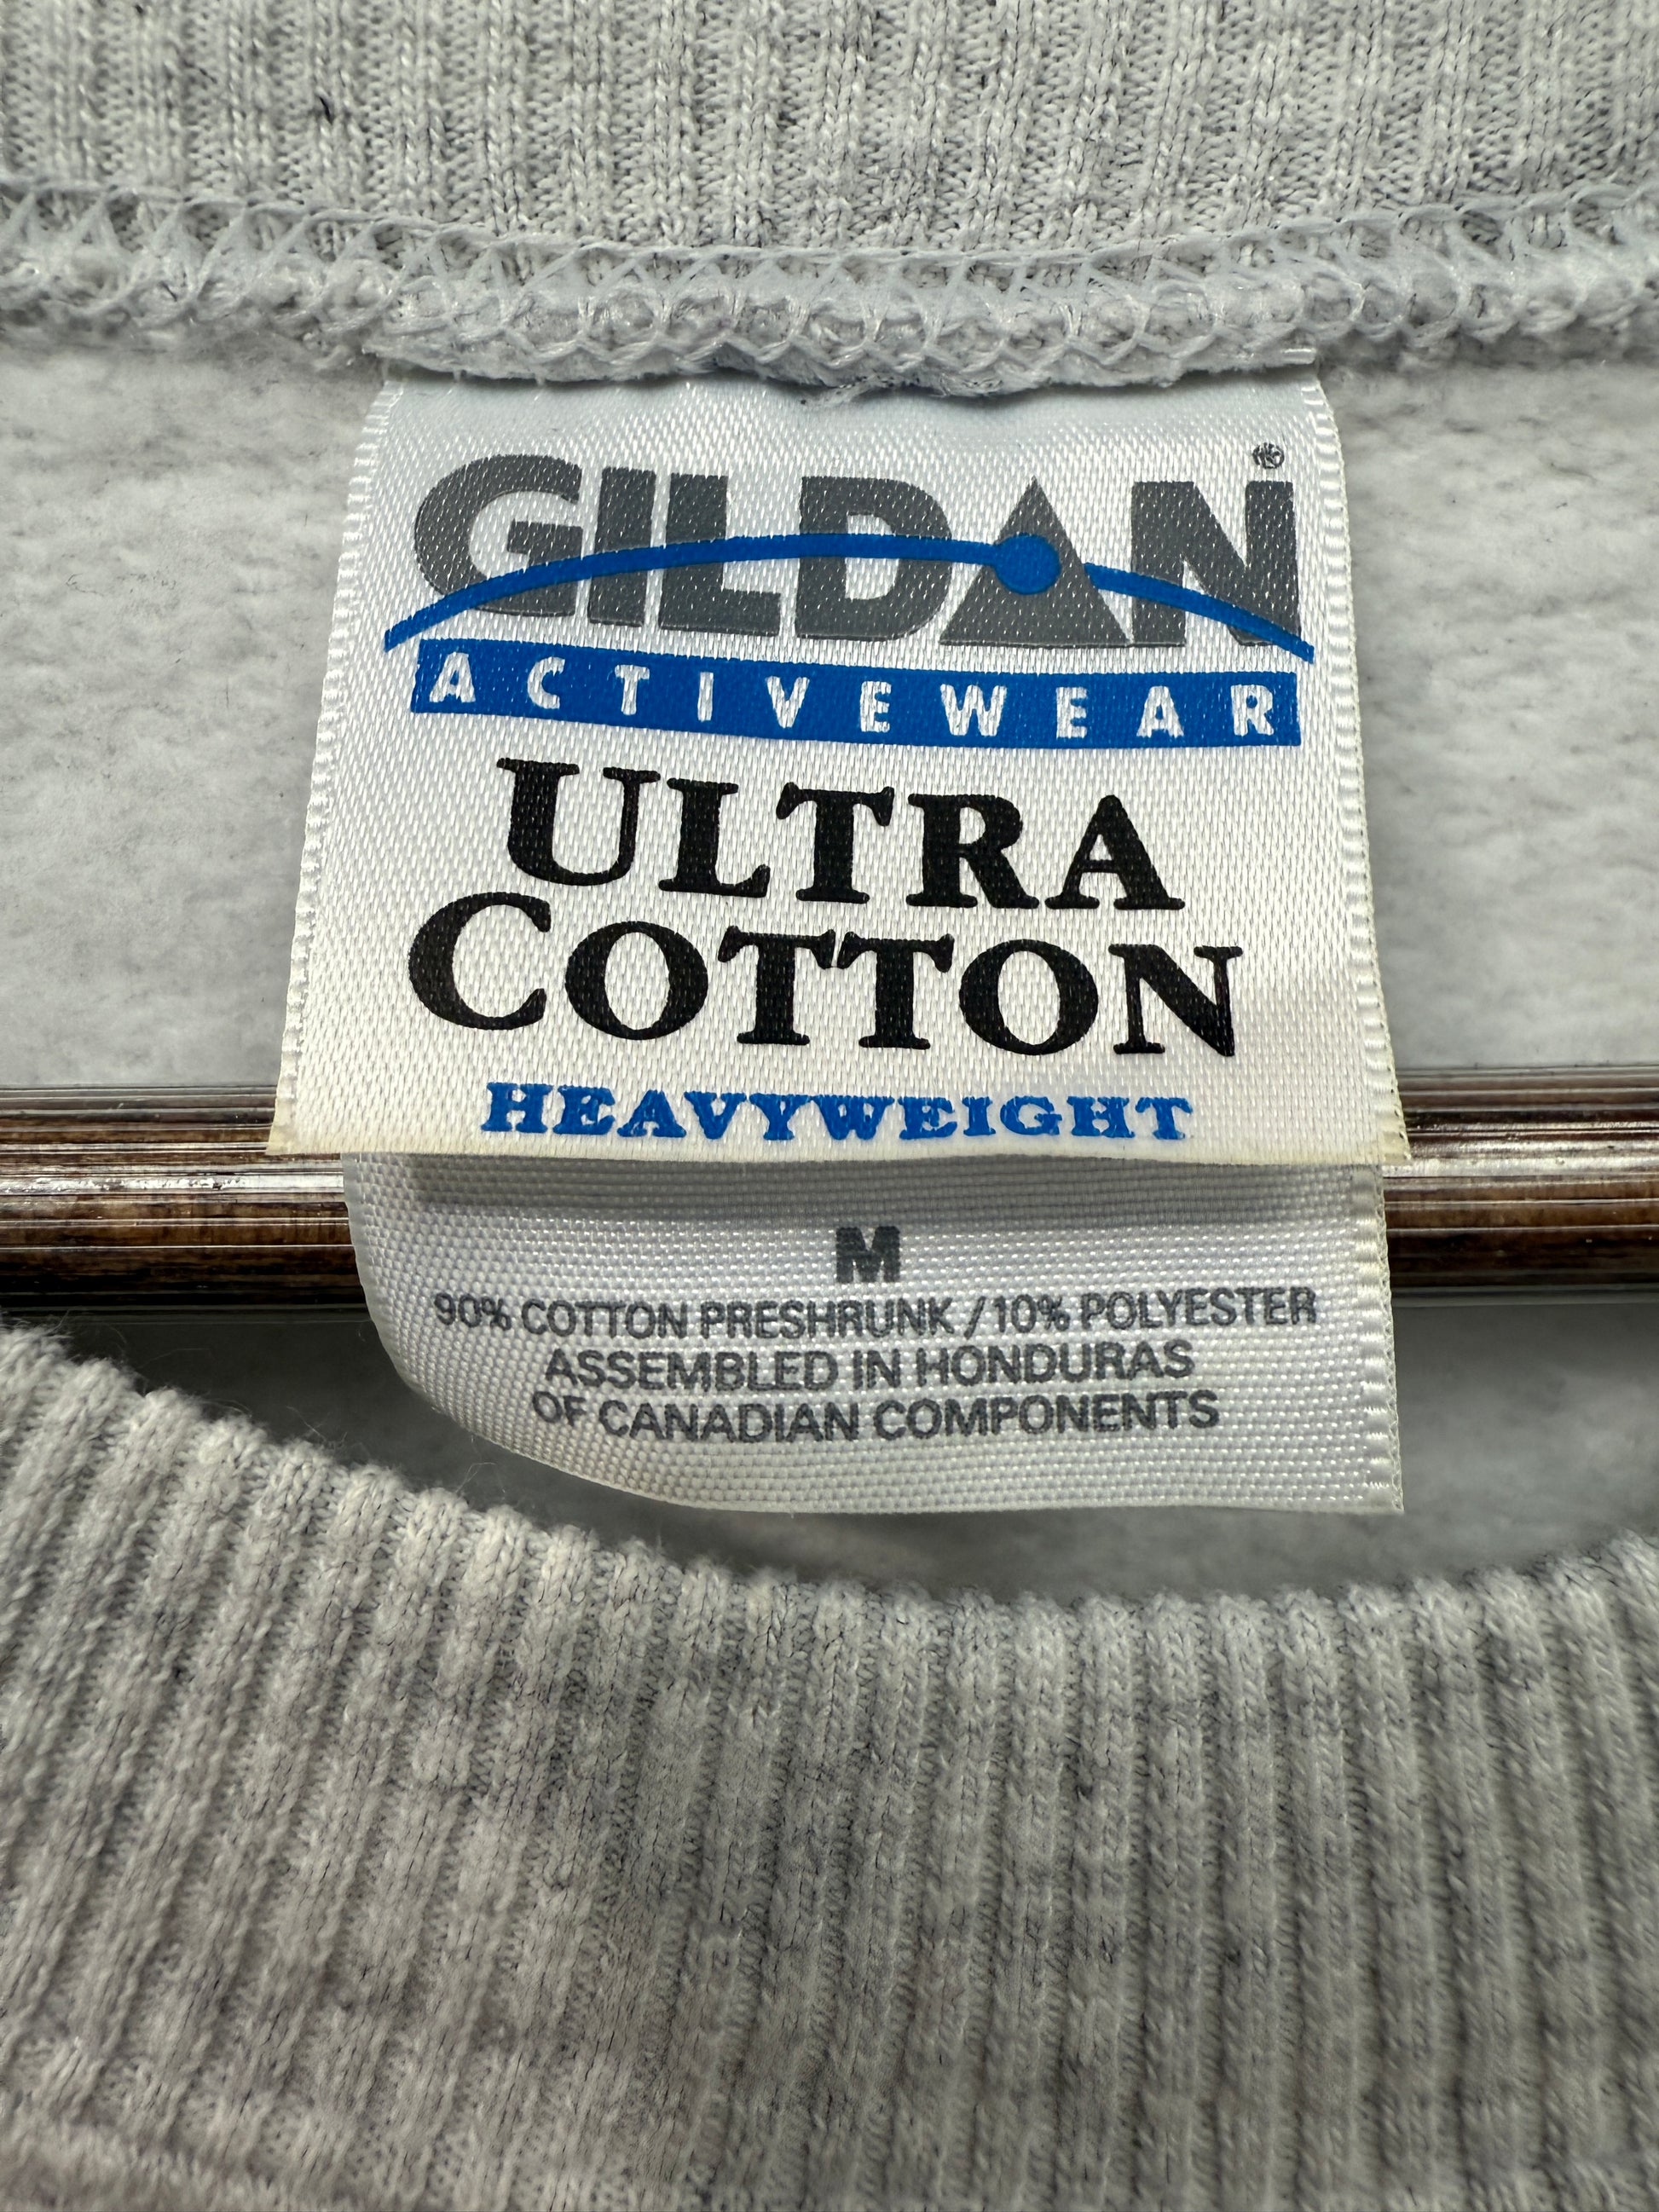 GILDAN®
ACTIVEWEAR
ULTRA
COTTON
HEAVYWEIGHT
M
90% COTTON PRESHRUNK / 10% POLYESTER
ASSEMBLED IN HONDURAS
OF CANADIAN COMPONENTS